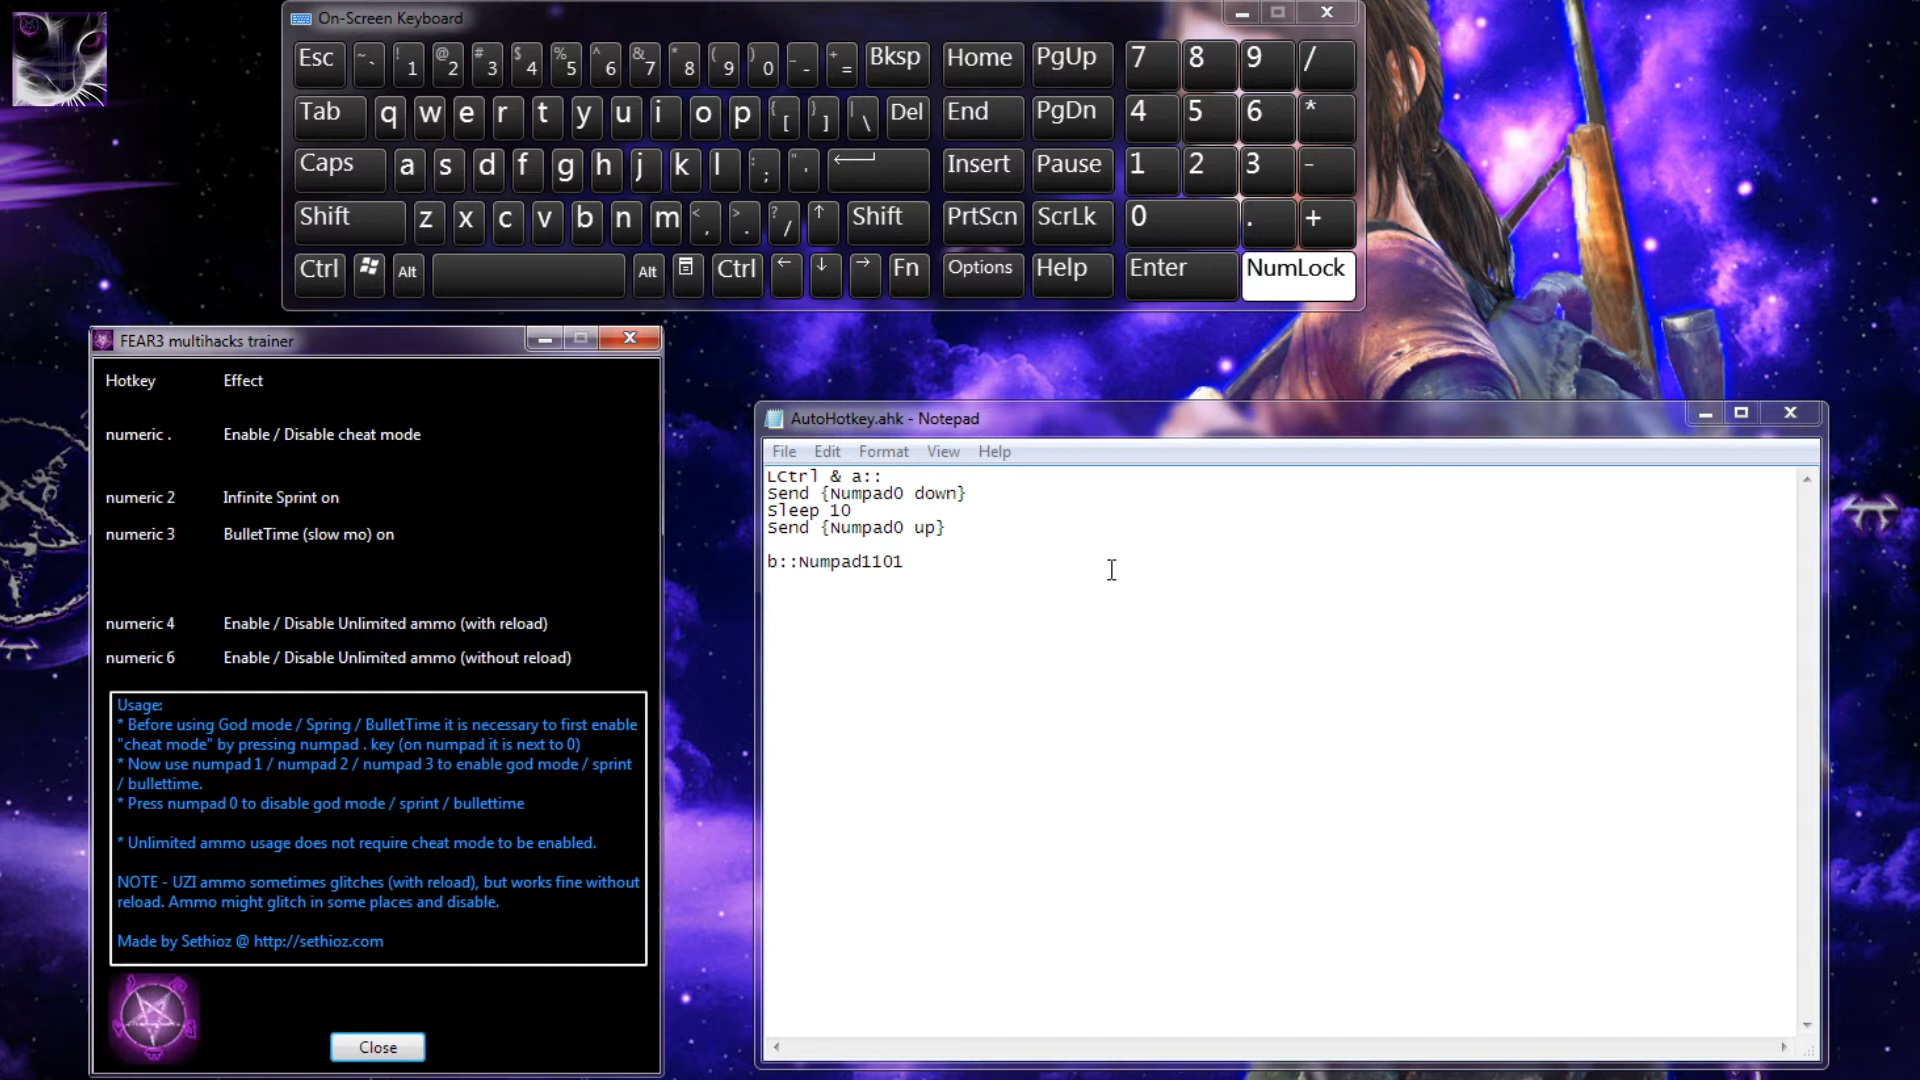 On-Screen Keyboard
Esc ~ ` ! 1 @ 2 # 3 $ 4 % 5 ^ 6 & 7 * 8 ( 9 ) 0 _ - + = Bksp Home PgUp 7 8 9 /
Tab q w e r t y u i o p { [ } ] | \ Del End PgDn 4 5 6 *
Caps a s d f g h j k l : ; " ' Insert Pause 1 2 3 -
Shift z x c v b n m < , > . ? / ↑ Shift PrtScn ScrLk 0 . +
Ctrl Alt Alt Ctrl ← ↓ → Fn Options Help Enter NumLock
FEAR3 multihacks trainer
Hotkey Effect
numeric . Enable / Disable cheat mode
numeric 2 Infinite Sprint on
numeric 3 BulletTime (slow mo) on
numeric 4 Enable / Disable Unlimited ammo (with reload)
numeric 6 Enable / Disable Unlimited ammo (without reload)
Usage:
* Before using God mode / Spring / BulletTime it is necessary to first enable
"cheat mode" by pressing numpad . key (on numpad it is next to 0)
* Now use numpad 1 / numpad 2 / numpad 3 to enable god mode / sprint
/ bullettime.
* Press numpad 0 to disable god mode / sprint / bullettime
* Unlimited ammo usage does not require cheat mode to be enabled.
NOTE - UZI ammo sometimes glitches (with reload), but works fine without
reload. Ammo might glitch in some places and disable.
Made by Sethioz @ http://sethioz.com
Close
AutoHotkey.ahk - Notepad
File Edit Format View Help
LCtrl & a::
Send {Numpad0 down}
Sleep 10
Send {Numpad0 up}
b::Numpad1101